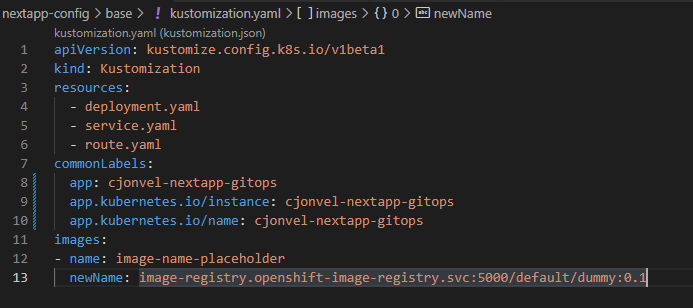 nextapp-config > base > ! kustomization.yaml > [ ] images > {} 0 > abc newName
kustomization.yaml (kustomization.json)
1 apiVersion: kustomize.config.k8s.io/v1beta1
2 kind: Kustomization
3 resources:
4   - deployment.yaml
5   - service.yaml
6   - route.yaml
7 commonLabels:
8   app: cjonvel-nextapp-gitops
9   app.kubernetes.io/instance: cjonvel-nextapp-gitops
10   app.kubernetes.io/name: cjonvel-nextapp-gitops
11 images:
12 - name: image-name-placeholder
13   newName: image-registry.openshift-image-registry.svc:5000/default/dummy:0.1